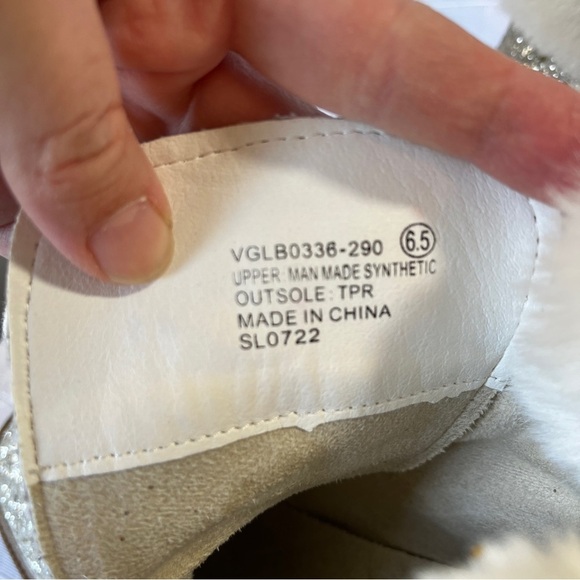 VGLB0336-290 6.5
UPPER: MAN MADE SYNTHETIC
OUTSOLE: TPR
MADE IN CHINA
SL0722